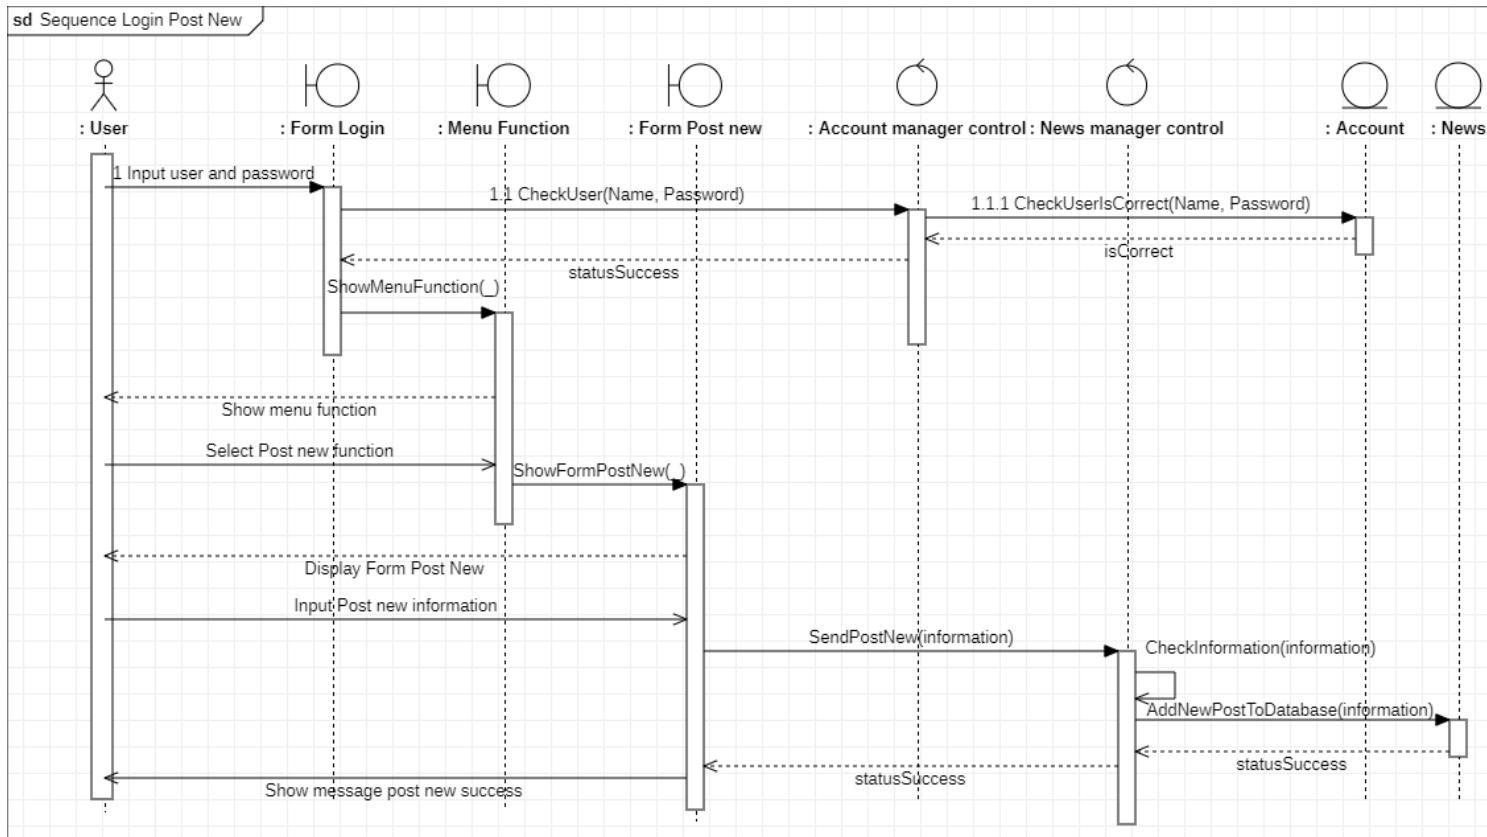 sd Sequence Login Post New
: User
: Form Login
: Menu Function
: Form Post new
: Account manager control
: News manager control
: Account
: News
1 Input user and password
1.1 CheckUser(Name, Password)
1.1.1 CheckUserIsCorrect(Name, Password)
isCorrect
statusSuccess
ShowMenuFunction(_)
Show menu function
Select Post new function
ShowFormPostNew(_)
Display Form Post New
Input Post new information
SendPostNew(information)
CheckInformation(information)
AddNewPostToDatabase(information)
statusSuccess
statusSuccess
Show message post new success